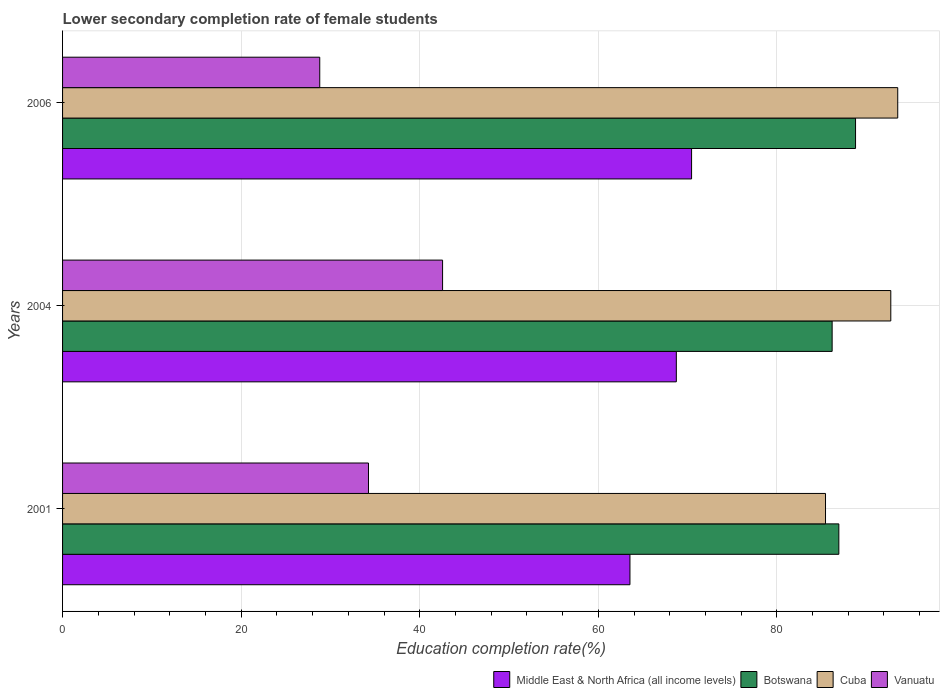 Lower secondary completion rate of female students
2006
2004
2001
Years
0
20
40
60
80
Education completion rate(%)
Middle East & North Africa (all income levels)
Botswana
Cuba
Vanuatu